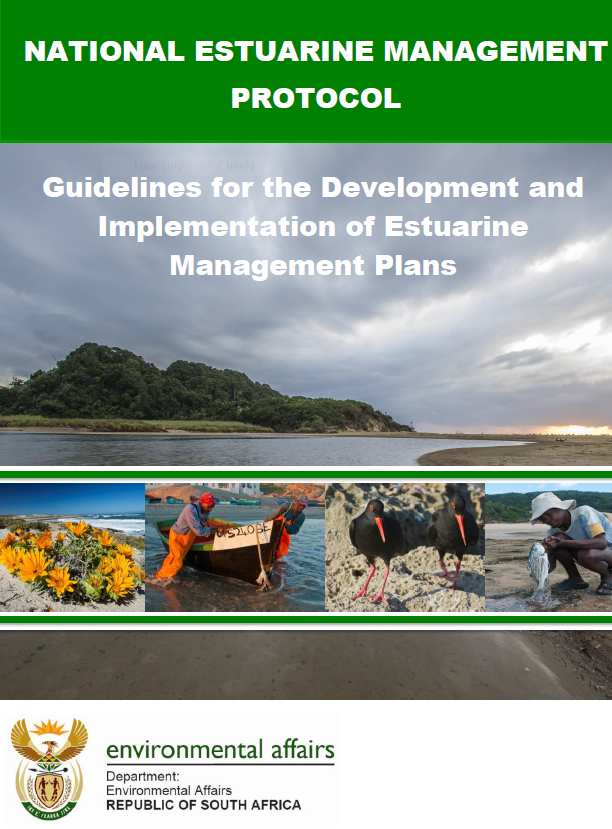 NATIONAL ESTUARINE MANAGEMENT
PROTOCOL
Guidelines for the Development and
Implementation of Estuarine
Management Plans
environmental affairs
Department:
Environmental Affairs
REPUBLIC OF SOUTH AFRICA